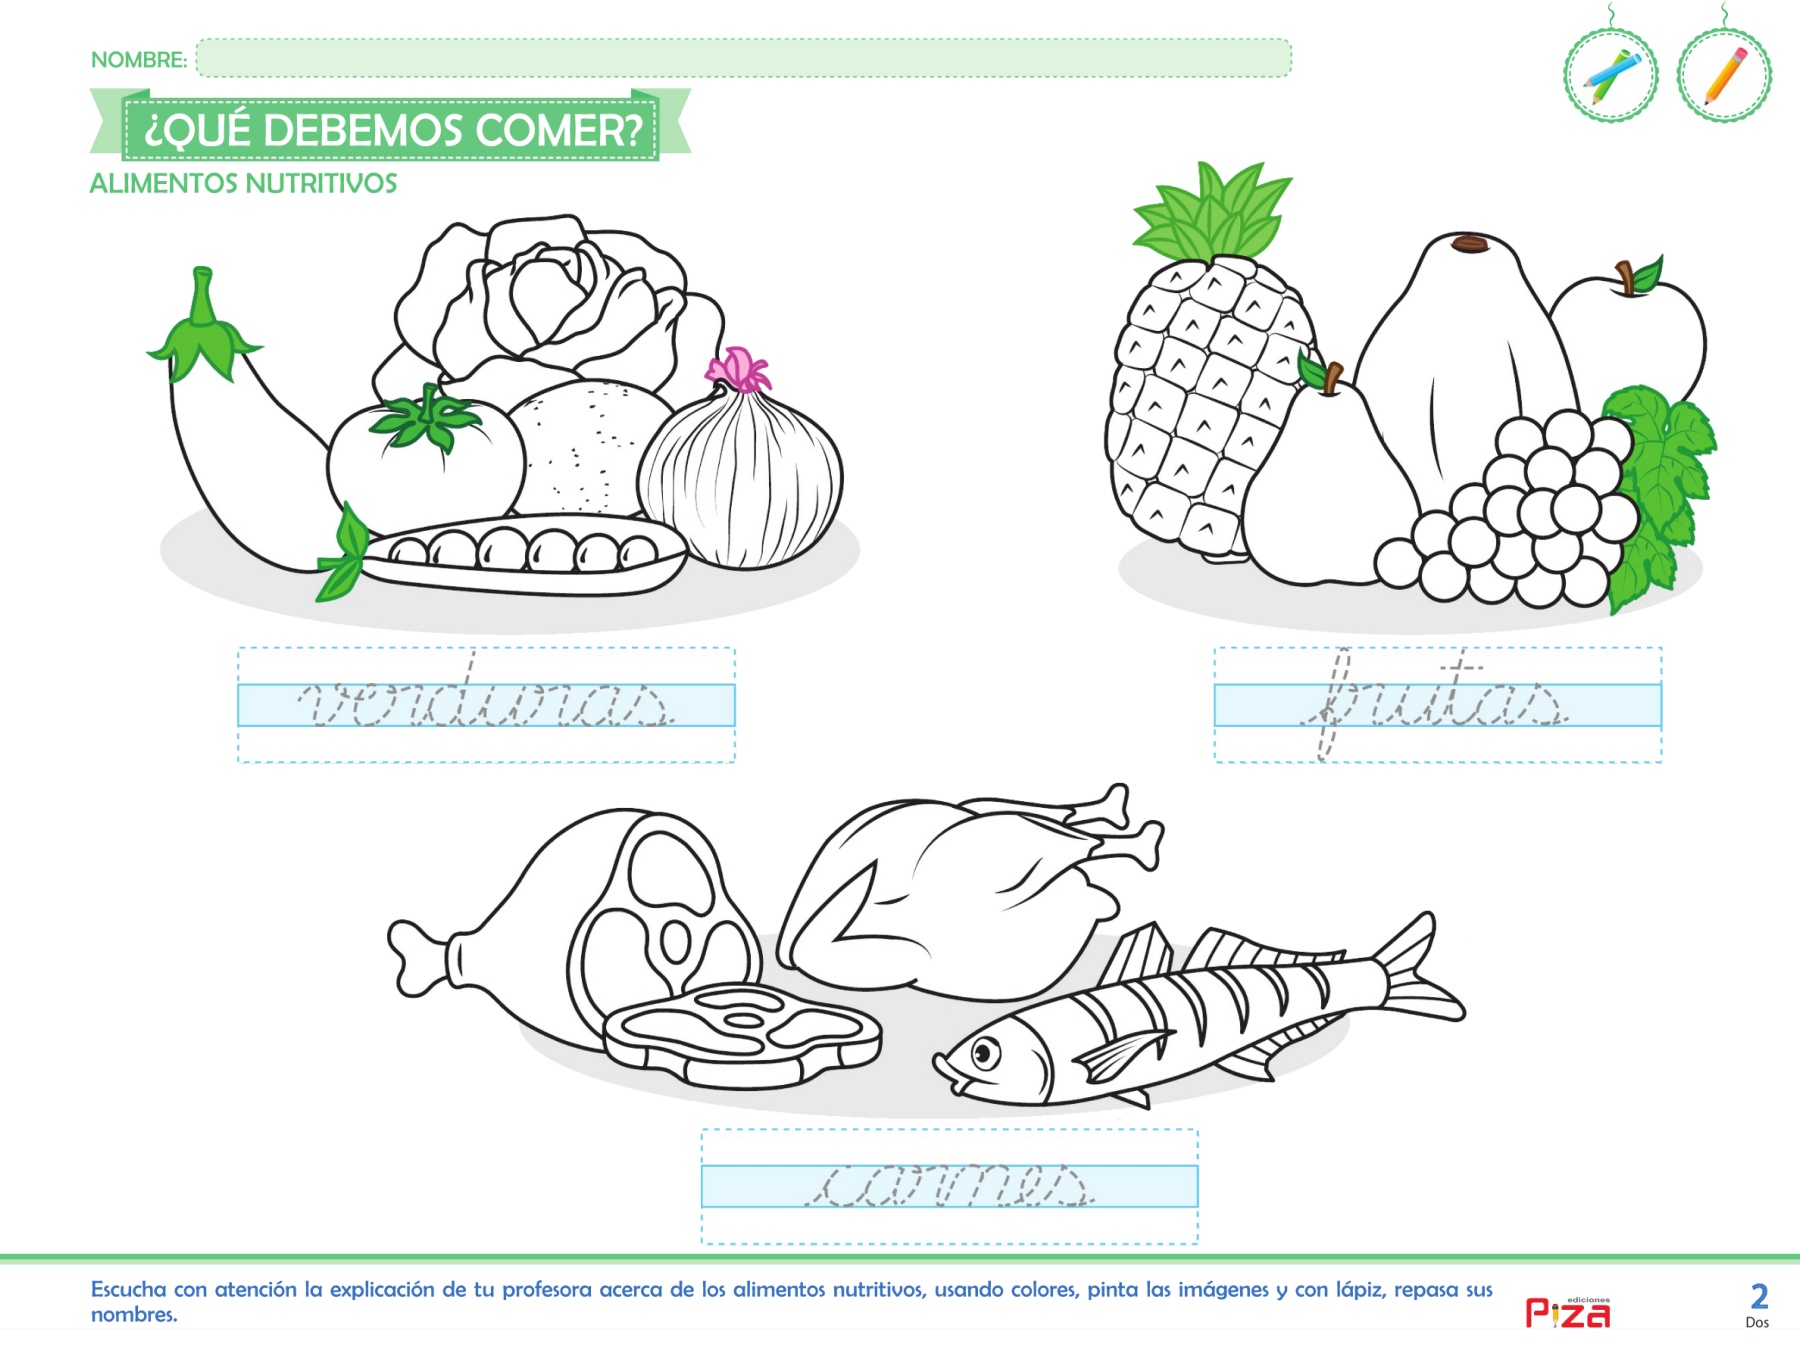 NOMBRE:
¿QUÉ DEBEMOS COMER?
ALIMENTOS NUTRITIVOS
verduras
frutas
carnes
Escucha con atención la explicación de tu profesora acerca de los alimentos nutritivos, usando colores, pinta las imágenes y con lápiz, repasa sus
nombres.
ediciones
Piza
2
Dos